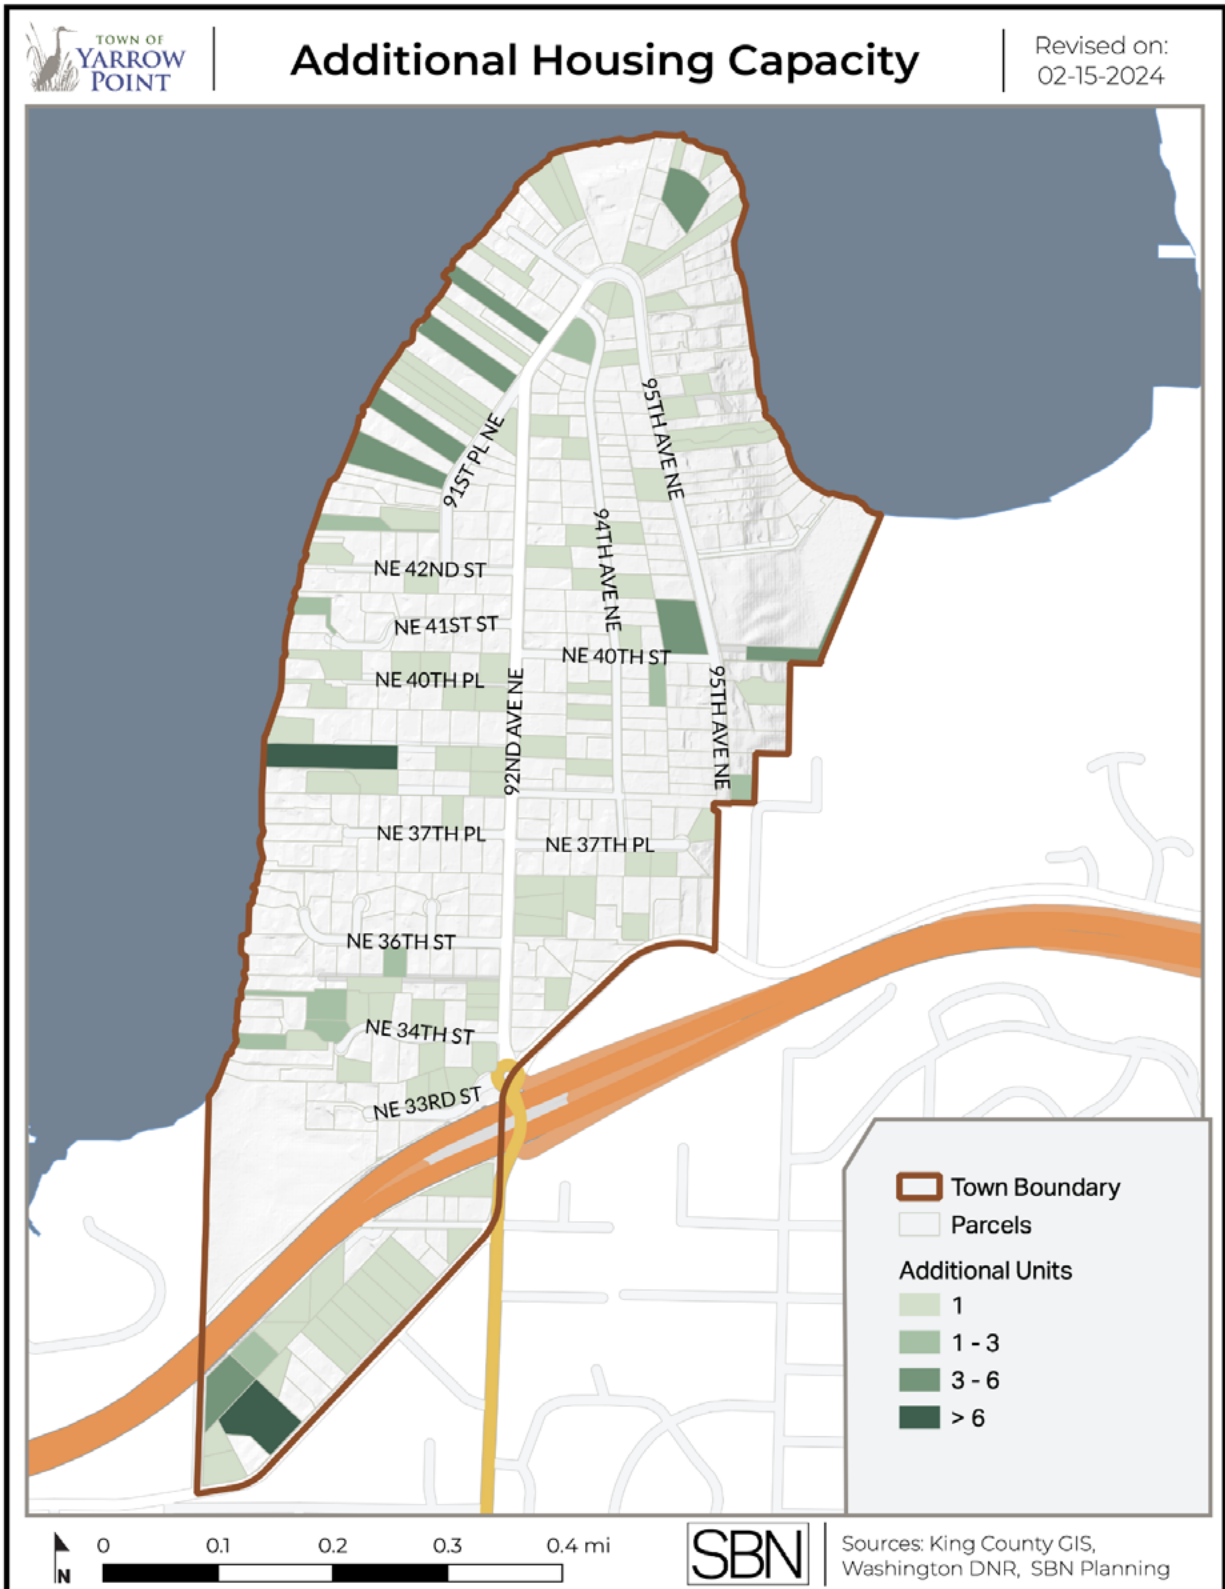 TOWN OF
YARROW
POINT
Additional Housing Capacity
Revised on:
02-15-2024
95TH AVE NE
91ST PL NE
94TH AVE NE
NE 42ND ST
NE 41ST ST
NE 40TH ST
NE 40TH PL
92ND AVE NE
95TH AVE NE
NE 37TH PL
NE 37TH PL
NE 36TH ST
NE 34TH ST
NE 33RD ST
Town Boundary
Parcels
Additional Units
1
1 - 3
3 - 6
> 6
N
0 0.1 0.2 0.3 0.4 mi
SBN
Sources: King County GIS,
Washington DNR, SBN Planning